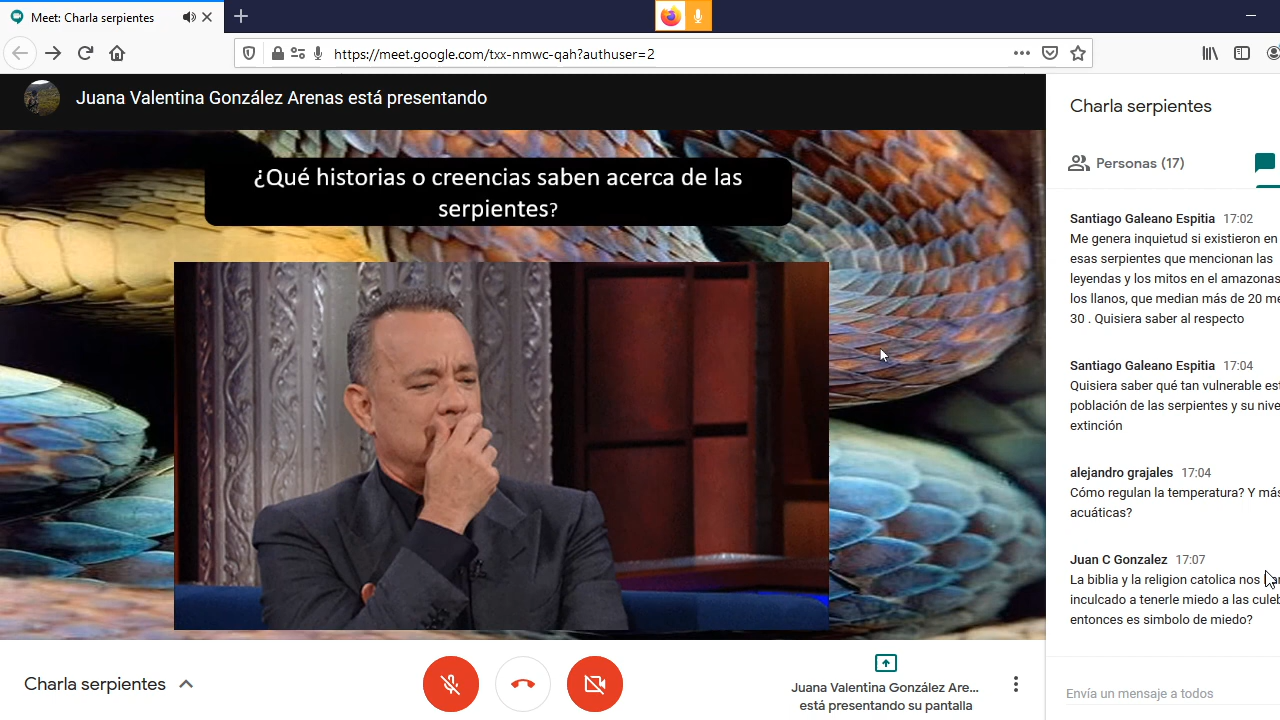 Meet: Charla serpientes
https://meet.google.com/txx-nmwc-qah?authuser=2
Juana Valentina González Arenas está presentando
¿Qué historias o creencias saben acerca de las
serpientes?
Charla serpientes
Personas (17)
Santiago Galeano Espitia 17:02
Me genera inquietud si existieron en
esas serpientes que mencionan las
leyendas y los mitos en el amazonas
los llanos, que median más de 20 me
30 . Quisiera saber al respecto
Santiago Galeano Espitia 17:04
Quisiera saber qué tan vulnerable est
población de las serpientes y su nive
extinción
alejandro grajales 17:04
Cómo regulan la temperatura? Y más
acuáticas?
Juan C Gonzalez 17:07
La biblia y la religion catolica nos
inculcado a tenerle miedo a las culeb
entonces es simbolo de miedo?
Envía un mensaje a todos
Charla serpientes
Juana Valentina González Are...
está presentando su pantalla